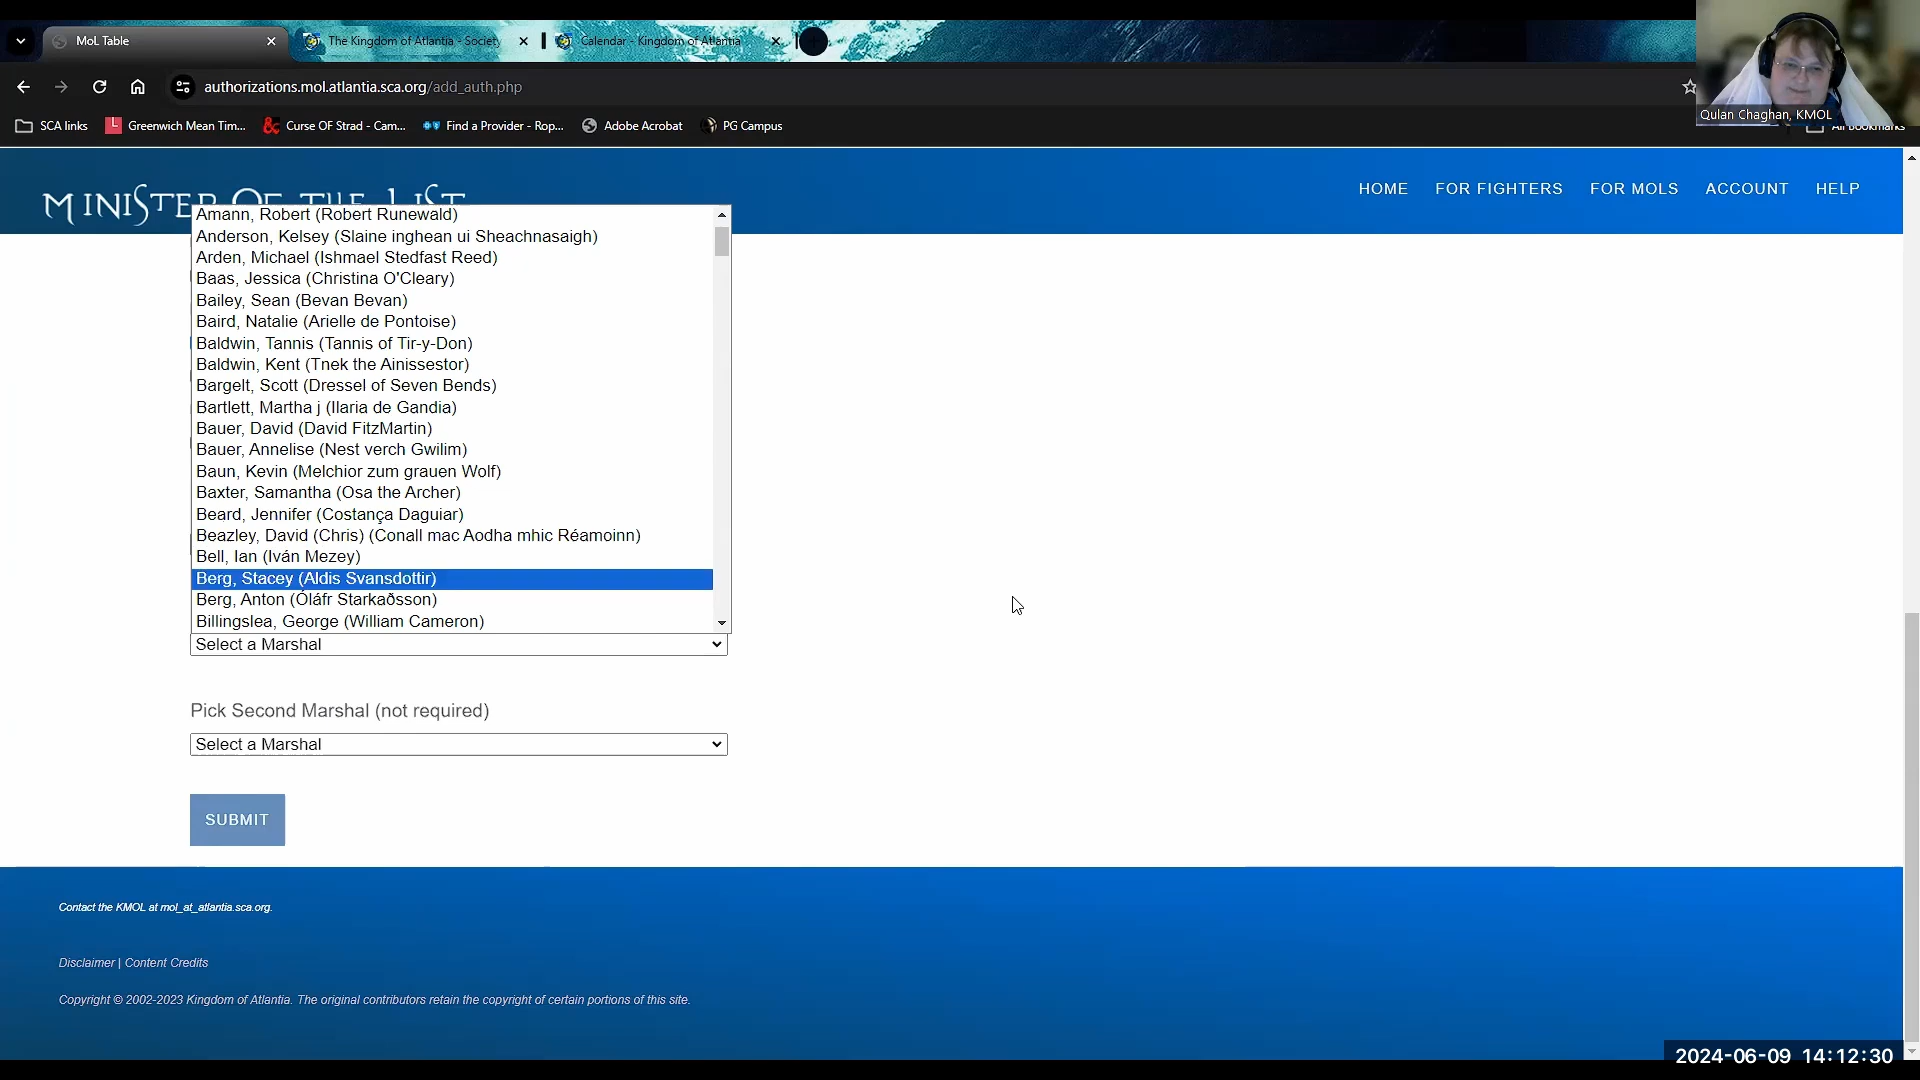 MoL Table
The Kingdom of Atlantia - Society
Calendar - Kingdom of Atlantia
authorizations.mol.atlantia.sca.org/add_auth.php
Qulan Chaghan, KMOL
SCA links
Greenwich Mean Tim...
Curse OF Strad - Cam...
Find a Provider - Rop...
Adobe Acrobat
PG Campus
All Bookmarks
MINISTER OF THE LIST
HOME
FOR FIGHTERS
FOR MOLS
ACCOUNT
HELP
Amann, Robert (Robert Runewald)
Anderson, Kelsey (Slaine inghean ui Sheachnasaigh)
Arden, Michael (Ishmael Stedfast Reed)
Baas, Jessica (Christina O'Cleary)
Bailey, Sean (Bevan Bevan)
Baird, Natalie (Arielle de Pontoise)
Baldwin, Tannis (Tannis of Tir-y-Don)
Baldwin, Kent (Tnek the Ainissestor)
Bargelt, Scott (Dressel of Seven Bends)
Bartlett, Martha j (Ilaria de Gandia)
Bauer, David (David FitzMartin)
Bauer, Annelise (Nest verch Gwilim)
Baun, Kevin (Melchior zum grauen Wolf)
Baxter, Samantha (Osa the Archer)
Beard, Jennifer (Costança Daguiar)
Beazley, David (Chris) (Conall mac Aodha mhic Réamoinn)
Bell, Ian (Iván Mezey)
Berg, Stacey (Aldis Svansdottir)
Berg, Anton (Óláfr Starkaðsson)
Billingslea, George (William Cameron)
Select a Marshal
Pick Second Marshal (not required)
Select a Marshal
SUBMIT
Contact the KMOL at mol_at_atlantia.sca.org.
Disclaimer | Content Credits
Copyright © 2002-2023 Kingdom of Atlantia. The original contributors retain the copyright of certain portions of this site.
2024-06-09 14:12:30